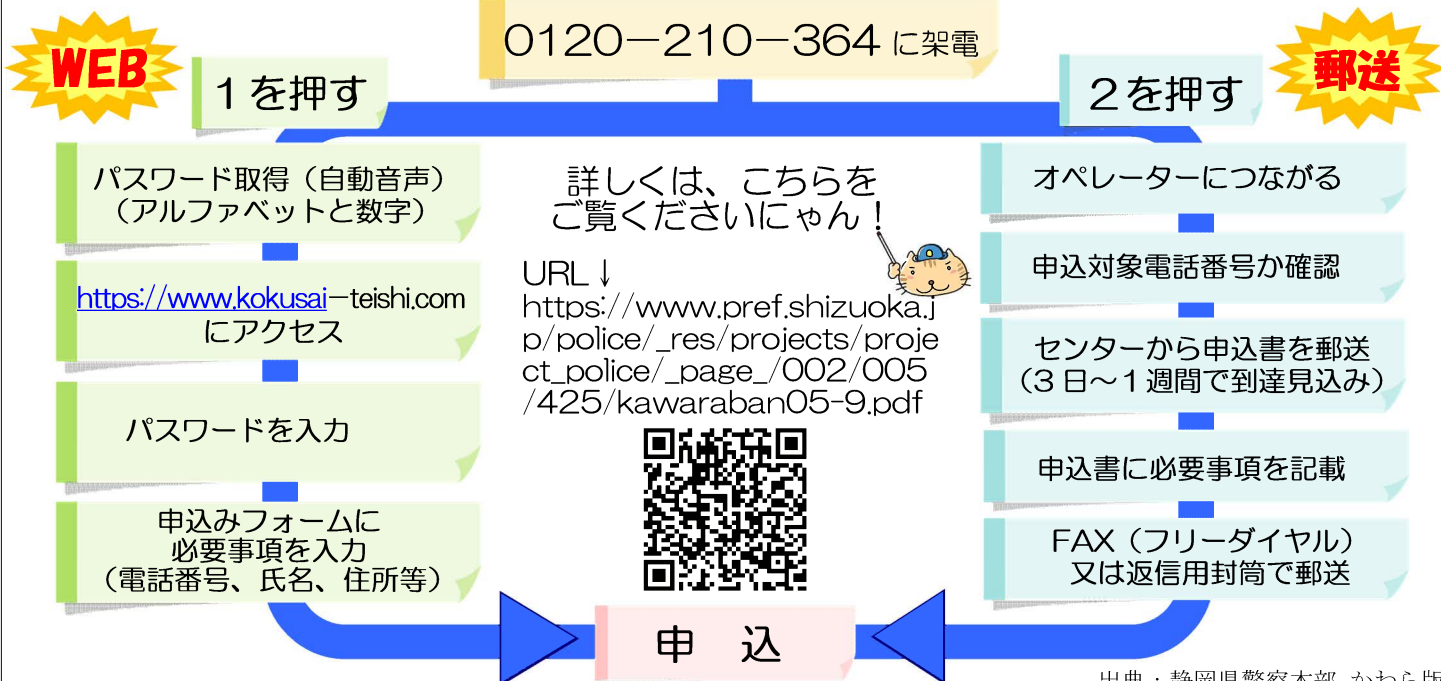 0120－210－364に架電
WEB
1を押す
パスワード取得（自動音声）
（アルファベットと数字）
https://www.kokusai－teishi.com
にアクセス
パスワードを入力
申込みフォームに
必要事項を入力
（電話番号、氏名、住所等）
詳しくは、こちらを
ご覧くださいにゃん！
URL↓
https://www.pref.shizuoka.j
p/police/_res/projects/proje
ct_police/_page_/002/005
/425/kawaraban05-9.pdf
郵送
2を押す
オペレーターにつながる
申込対象電話番号か確認
センターから申込書を郵送
（3日～1週間で到達見込み）
申込書に必要事項を記載
FAX（フリーダイヤル）
又は返信用封筒で郵送
申　込
出典：静岡県警察本部 かわら版